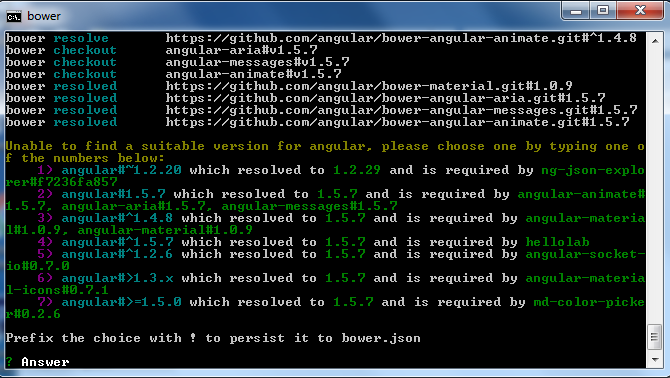 bower
bower resolve https://github.com/angular/bower-angular-animate.git#^1.4.8
bower checkout angular-aria#v1.5.7
bower checkout angular-messages#v1.5.7
bower checkout angular-animate#v1.5.7
bower resolved https://github.com/angular/bower-material.git#1.0.9
bower resolved https://github.com/angular/bower-angular-aria.git#1.5.7
bower resolved https://github.com/angular/bower-angular-messages.git#1.5.7
bower resolved https://github.com/angular/bower-angular-animate.git#1.5.7
Unable to find a suitable version for angular, please choose one by typing one o
f the numbers below:
1) angular#^1.2.20 which resolved to 1.2.29 and is required by ng-json-explo
rer#f7236fa857
2) angular#1.5.7 which resolved to 1.5.7 and is required by angular-animate#
1.5.7, angular-aria#1.5.7, angular-messages#1.5.7
3) angular#^1.4.8 which resolved to 1.5.7 and is required by angular-materia
l#1.0.9, angular-material#1.0.9
4) angular#^1.5.7 which resolved to 1.5.7 and is required by hellolab
5) angular#^1.2.6 which resolved to 1.5.7 and is required by angular-socket-
io#0.7.0
6) angular#>1.3.x which resolved to 1.5.7 and is required by angular-materia
l-icons#0.7.1
7) angular#>=1.5.0 which resolved to 1.5.7 and is required by md-color-picke
r#0.2.6
Prefix the choice with ! to persist it to bower.json
? Answer